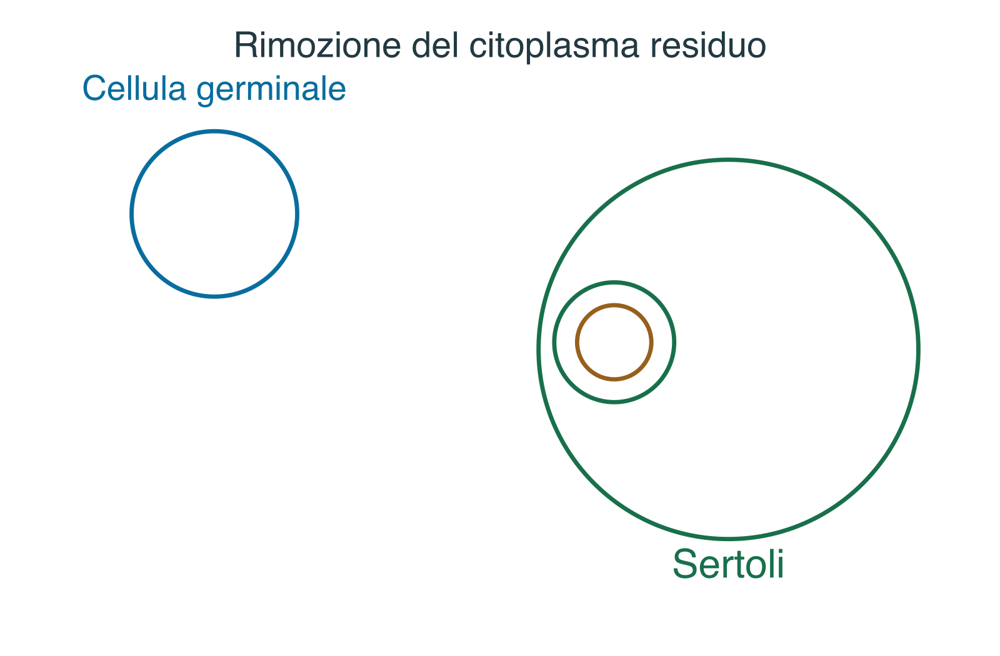 Rimozione del citoplasma residuo
Cellula germinale
Sertoli